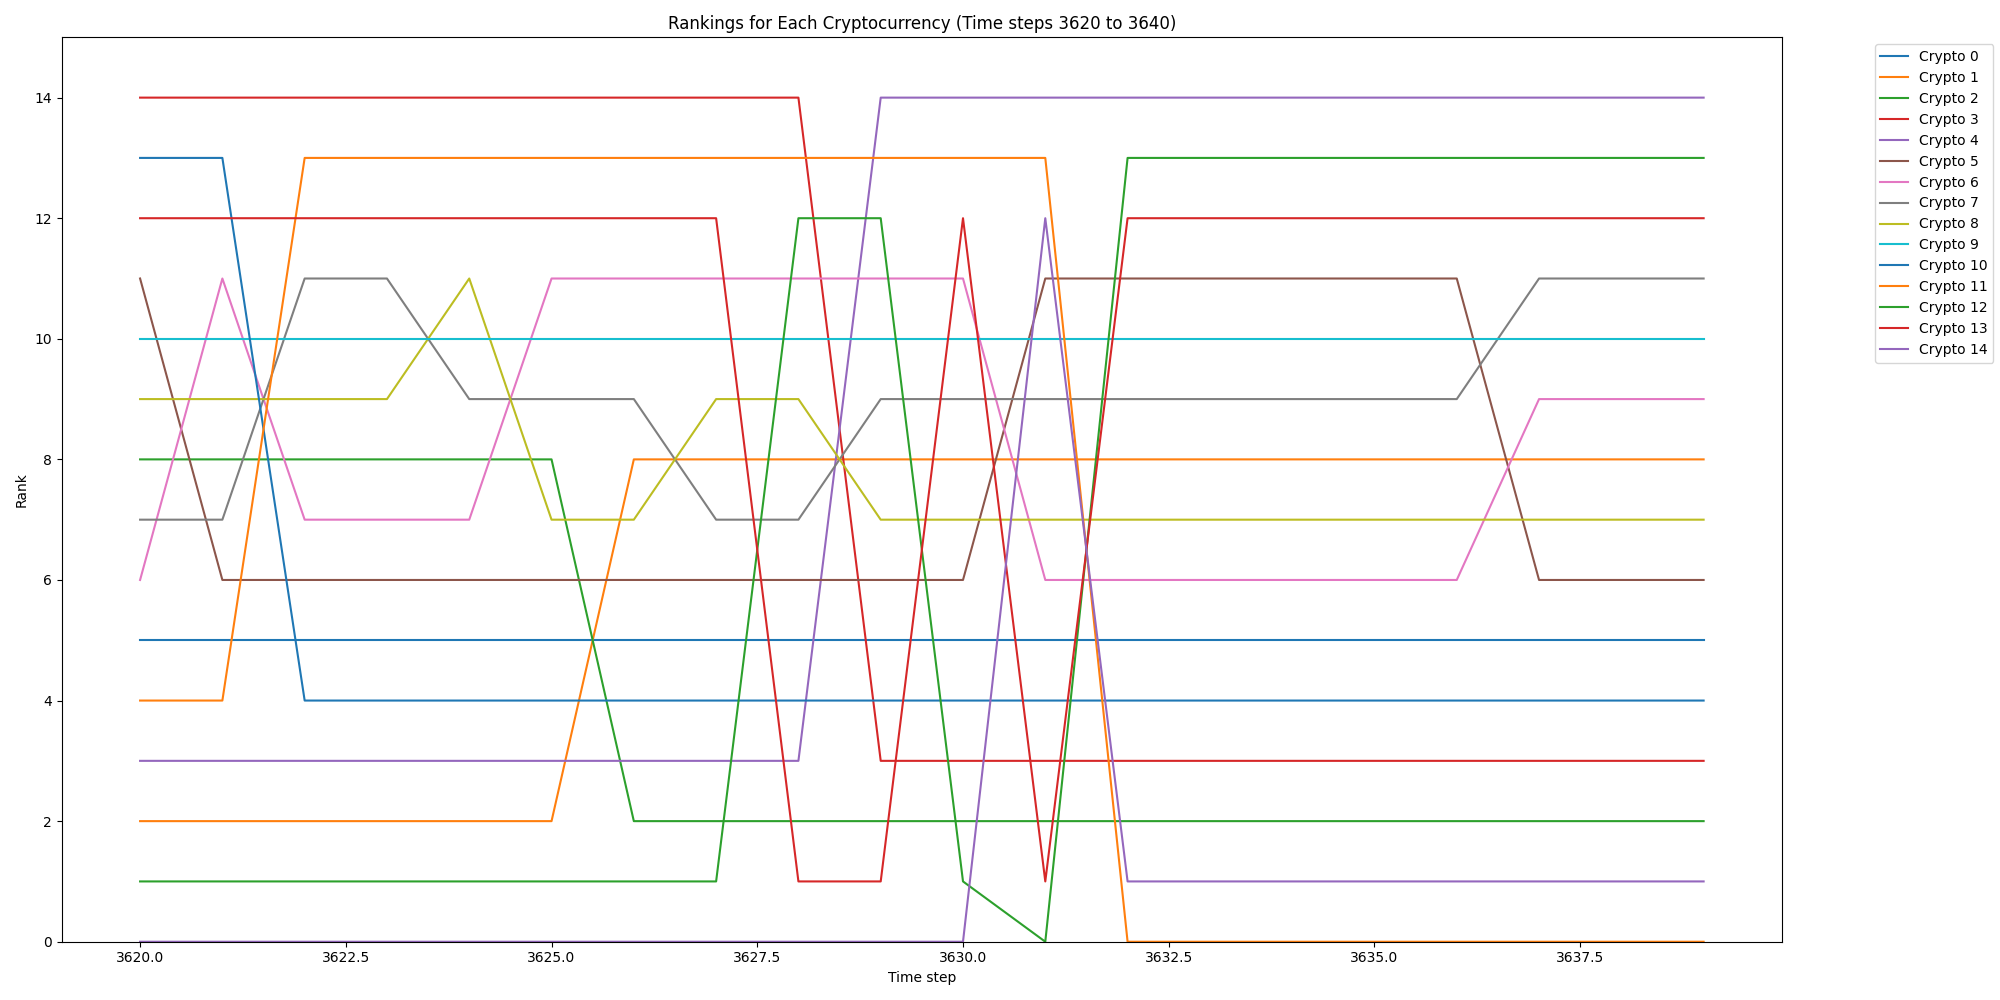 Rankings for Each Cryptocurrency (Time steps 3620 to 3640)
14
12
10
8
6
4
2
0
Rank
3620.0
3622.5
3625.0
3627.5
3630.0
3632.5
3635.0
3637.5
Time step
Crypto 0
Crypto 1
Crypto 2
Crypto 3
Crypto 4
Crypto 5
Crypto 6
Crypto 7
Crypto 8
Crypto 9
Crypto 10
Crypto 11
Crypto 12
Crypto 13
Crypto 14